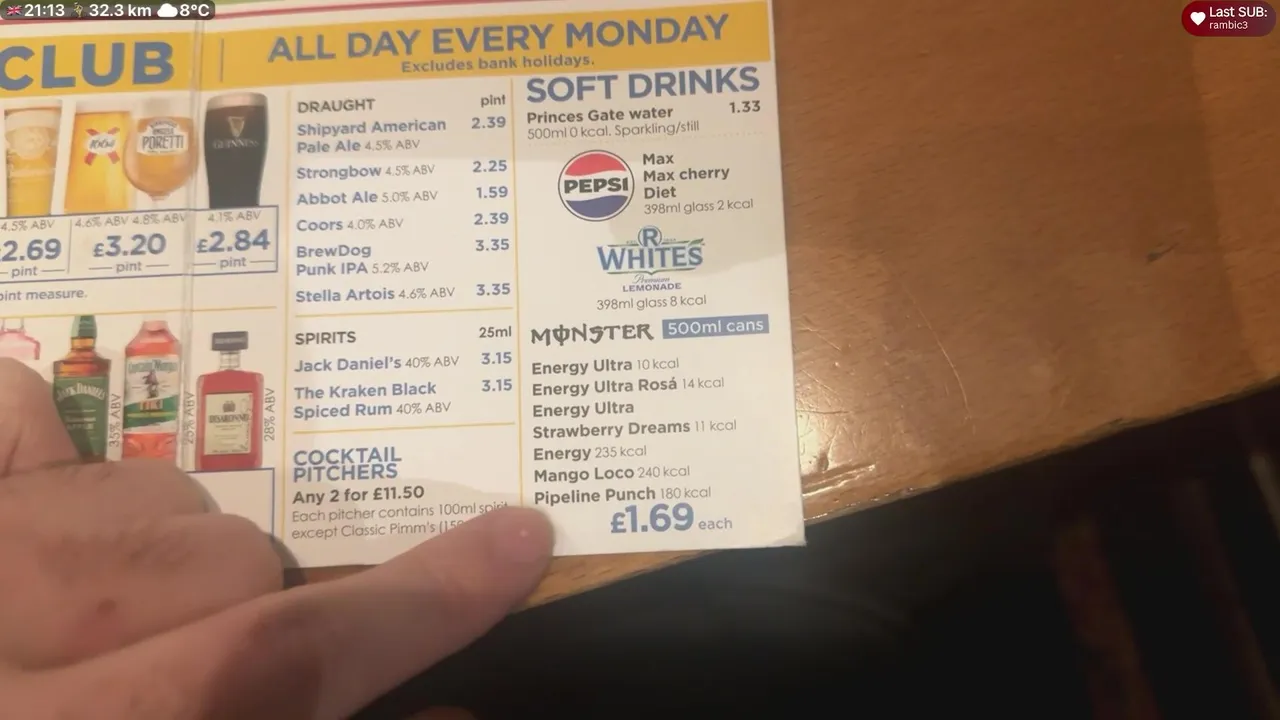 21:13 32.3 km 8°C
Last SUB:
rambic3
CLUB
ALL DAY EVERY MONDAY
Excludes bank holidays.
1664
PORETTI
GUINNESS
4.5% ABV
4.6% ABV 4.8% ABV
4.1% ABV
2.69
£3.20
£2.84
pint
pint
pint
point measure.
JACK DANIEL'S
35% ABV
25% ABV
DISARONNO
28% ABV
DRAUGHT pint
Shipyard American
Pale Ale 4.5% ABV 2.39
Strongbow 4.5% ABV 2.25
Abbot Ale 5.0% ABV 1.59
Coors 4.0% ABV 2.39
BrewDog
Punk IPA 5.2% ABV 3.35
Stella Artois 4.6% ABV 3.35
SPIRITS 25ml
Jack Daniel's 40% ABV 3.15
The Kraken Black
Spiced Rum 40% ABV 3.15
COCKTAIL
PITCHERS
Any 2 for £11.50
Each pitcher contains 100ml spirit
except Classic Pimm's (15
SOFT DRINKS
Princes Gate water 1.33
500ml 0 kcal. Sparkling/still
PEPSI
Max
Max cherry
Diet
398ml glass 2 kcal
R
WHITES
Premium
LEMONADE
398ml glass 8 kcal
MONSTER 500ml cans
Energy Ultra 10 kcal
Energy Ultra Rosá 14 kcal
Energy Ultra
Strawberry Dreams 11 kcal
Energy 235 kcal
Mango Loco 240 kcal
Pipeline Punch 180 kcal
£1.69 each